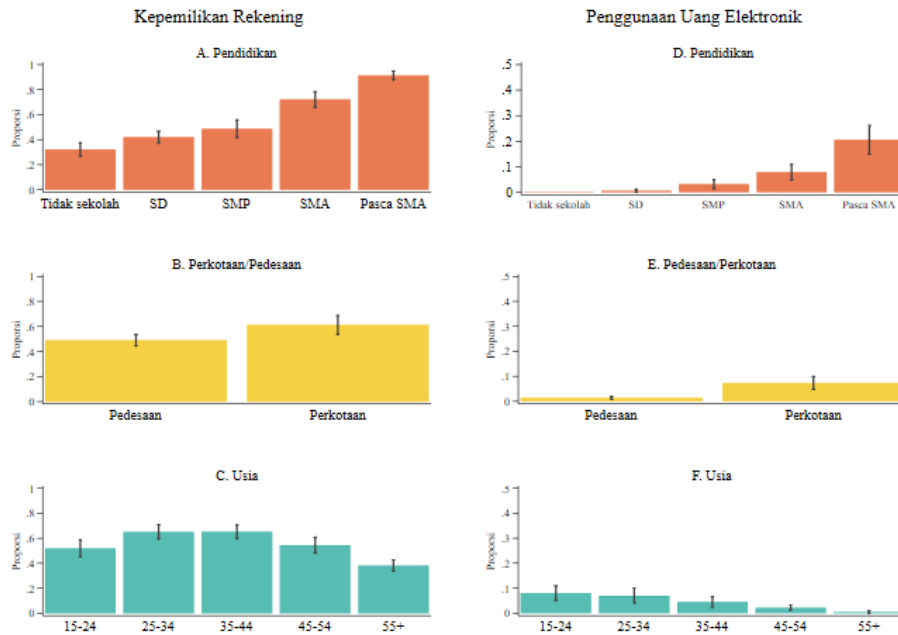 Kepemilikan Rekening
Penggunaan Uang Elektronik
A. Pendidikan
Proporsi
1
.8
.6
.4
.2
0
Tidak sekolah SD SMP SMA Pasca SMA
D. Pendidikan
Proporsi
.5
.4
.3
.2
.1
0
Tidak sekolah SD SMP SMA Pasca SMA
B. Perkotaan/Pedesaan
Proporsi
1
.8
.6
.4
.2
0
Pedesaan Perkotaan
E. Pedesaan/Perkotaan
Proporsi
.5
.4
.3
.2
.1
0
Pedesaan Perkotaan
C. Usia
Proporsi
1
.8
.6
.4
.2
0
15-24 25-34 35-44 45-54 55+
F. Usia
Proporsi
.5
.4
.3
.2
.1
0
15-24 25-34 35-44 45-54 55+